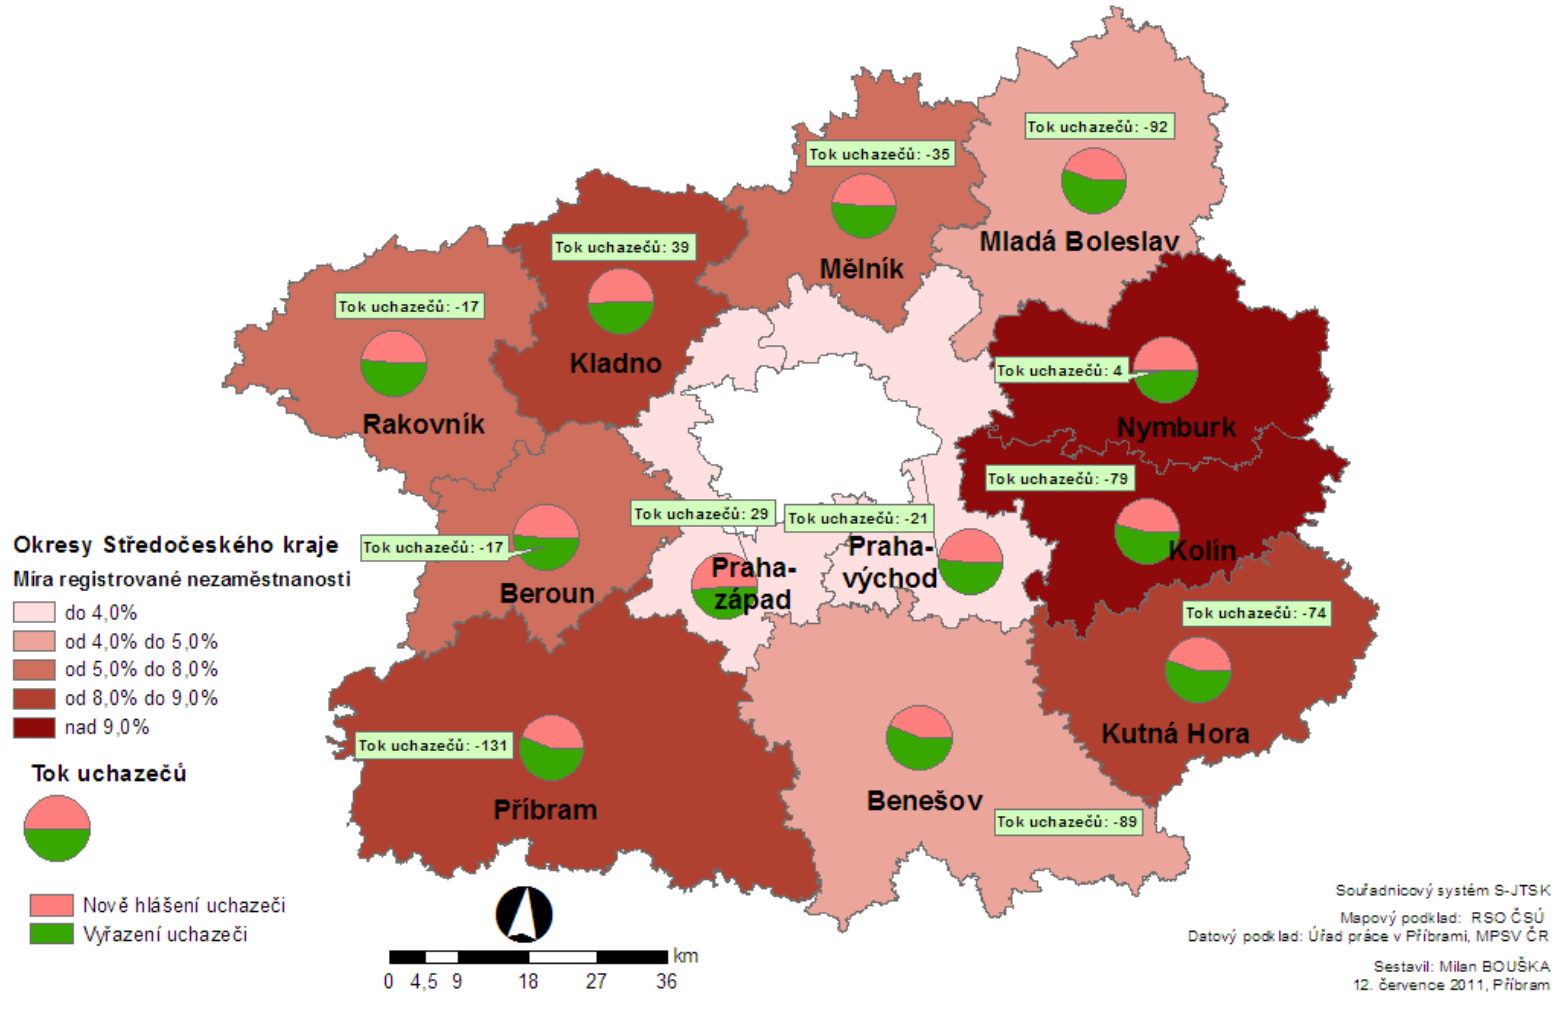 Tok uchazečů: -92
Mladá Boleslav
Tok uchazečů: -35
Mělník
Tok uchazečů: 39
Kladno
Tok uchazečů: -17
Rakovník
Tok uchazečů: 4
Nymburk
Tok uchazečů: -79
Kolín
Tok uchazečů: 29
Praha-
západ
Tok uchazečů: -21
Praha-
východ
Tok uchazečů: -17
Beroun
Tok uchazečů: -74
Kutná Hora
Tok uchazečů: -131
Příbram
Benešov
Tok uchazečů: -89
Okresy Středočeského kraje
Míra registrované nezaměstnanosti
do 4,0%
od 4,0% do 5,0%
od 5,0% do 8,0%
od 8,0% do 9,0%
nad 9,0%
Tok uchazečů
Nově hlášení uchazeči
Vyřazení uchazeči
km
0 4,5 9 18 27 36
Souřadnicový systém S-JTSK
Mapový podklad: RSO ČSÚ
Datový podklad: Úřad práce v Příbrami, MPSV ČR
Sestavil: Milan BOUŠKA
12. července 2011, Příbram